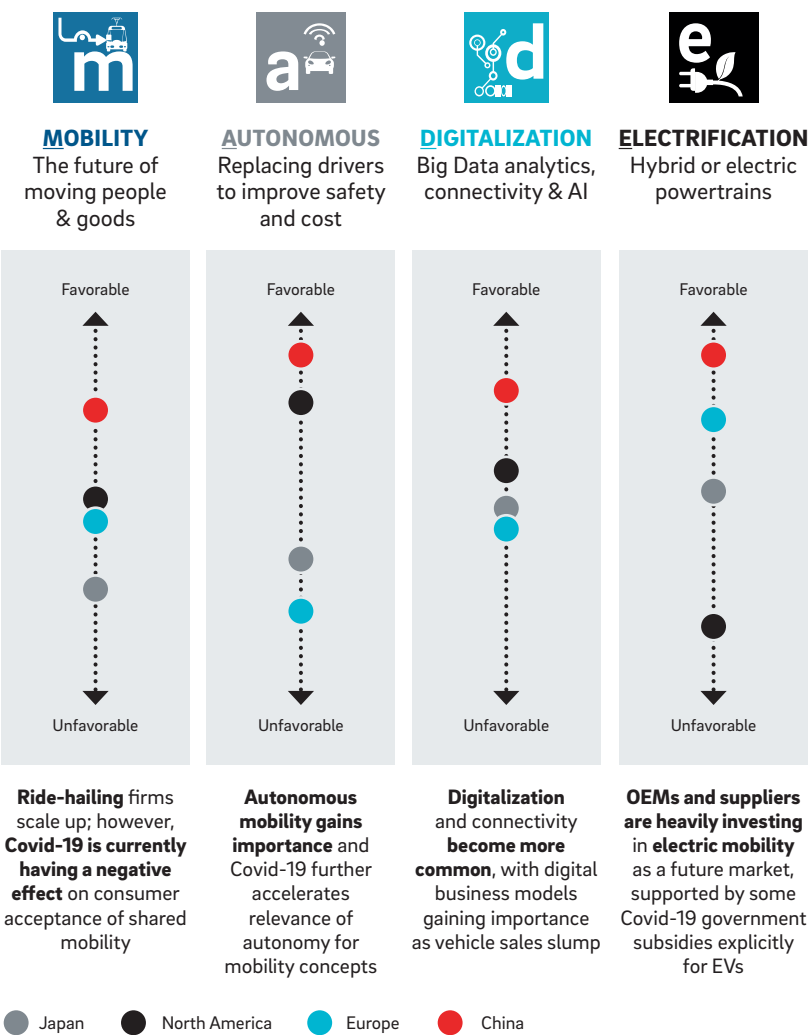 m
a
d
e
MOBILITY
The future of
moving people
& goods
AUTONOMOUS
Replacing drivers
to improve safety
and cost
DIGITALIZATION
Big Data analytics,
connectivity & AI
ELECTRIFICATION
Hybrid or electric
powertrains
Favorable
Unfavorable
Favorable
Unfavorable
Favorable
Unfavorable
Favorable
Unfavorable
Ride-hailing firms
scale up; however,
Covid-19 is currently
having a negative
effect on consumer
acceptance of shared
mobility
Autonomous
mobility gains
importance and
Covid-19 further
accelerates
relevance of
autonomy for
mobility concepts
Digitalization
and connectivity
become more
common, with digital
business models
gaining importance
as vehicle sales slump
OEMs and suppliers
are heavily investing
in electric mobility
as a future market,
supported by some
Covid-19 government
subsidies explicitly
for EVs
Japan
North America
Europe
China